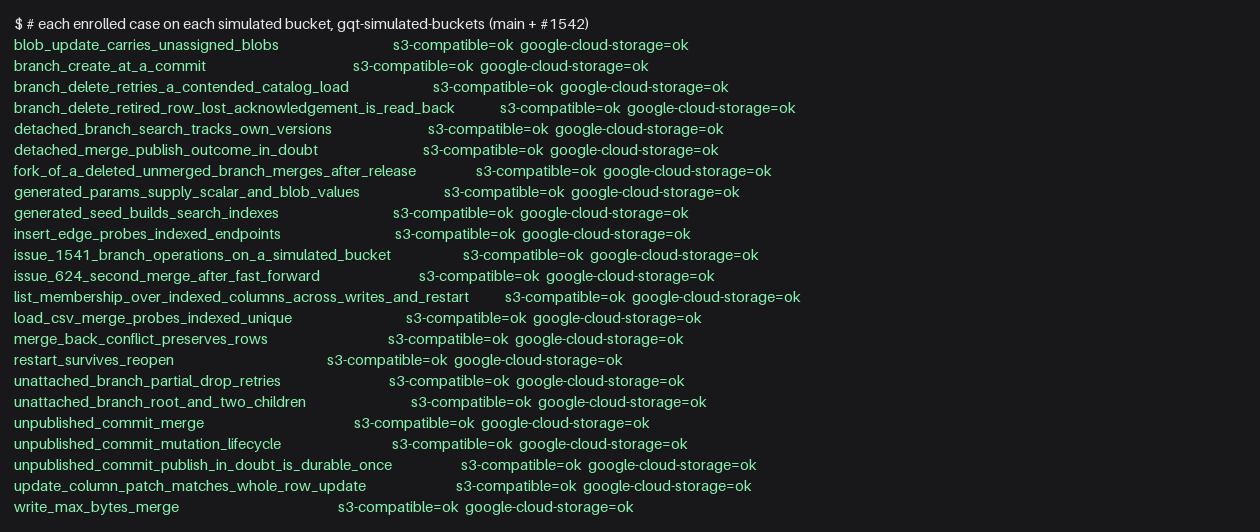 $ # each enrolled case on each simulated bucket, gqt-simulated-buckets (main + #1542)
blob_update_carries_unassigned_blobs s3-compatible=ok google-cloud-storage=ok
branch_create_at_a_commit s3-compatible=ok google-cloud-storage=ok
branch_delete_retries_a_contended_catalog_load s3-compatible=ok google-cloud-storage=ok
branch_delete_retired_row_lost_acknowledgement_is_read_back s3-compatible=ok google-cloud-storage=ok
detached_branch_search_tracks_own_versions s3-compatible=ok google-cloud-storage=ok
detached_merge_publish_outcome_in_doubt s3-compatible=ok google-cloud-storage=ok
fork_of_a_deleted_unmerged_branch_merges_after_release s3-compatible=ok google-cloud-storage=ok
generated_params_supply_scalar_and_blob_values s3-compatible=ok google-cloud-storage=ok
generated_seed_builds_search_indexes s3-compatible=ok google-cloud-storage=ok
insert_edge_probes_indexed_endpoints s3-compatible=ok google-cloud-storage=ok
issue_1541_branch_operations_on_a_simulated_bucket s3-compatible=ok google-cloud-storage=ok
issue_624_second_merge_after_fast_forward s3-compatible=ok google-cloud-storage=ok
list_membership_over_indexed_columns_across_writes_and_restart s3-compatible=ok google-cloud-storage=ok
load_csv_merge_probes_indexed_unique s3-compatible=ok google-cloud-storage=ok
merge_back_conflict_preserves_rows s3-compatible=ok google-cloud-storage=ok
restart_survives_reopen s3-compatible=ok google-cloud-storage=ok
unattached_branch_partial_drop_retries s3-compatible=ok google-cloud-storage=ok
unattached_branch_root_and_two_children s3-compatible=ok google-cloud-storage=ok
unpublished_commit_merge s3-compatible=ok google-cloud-storage=ok
unpublished_commit_mutation_lifecycle s3-compatible=ok google-cloud-storage=ok
unpublished_commit_publish_in_doubt_is_durable_once s3-compatible=ok google-cloud-storage=ok
update_column_patch_matches_whole_row_update s3-compatible=ok google-cloud-storage=ok
write_max_bytes_merge s3-compatible=ok google-cloud-storage=ok